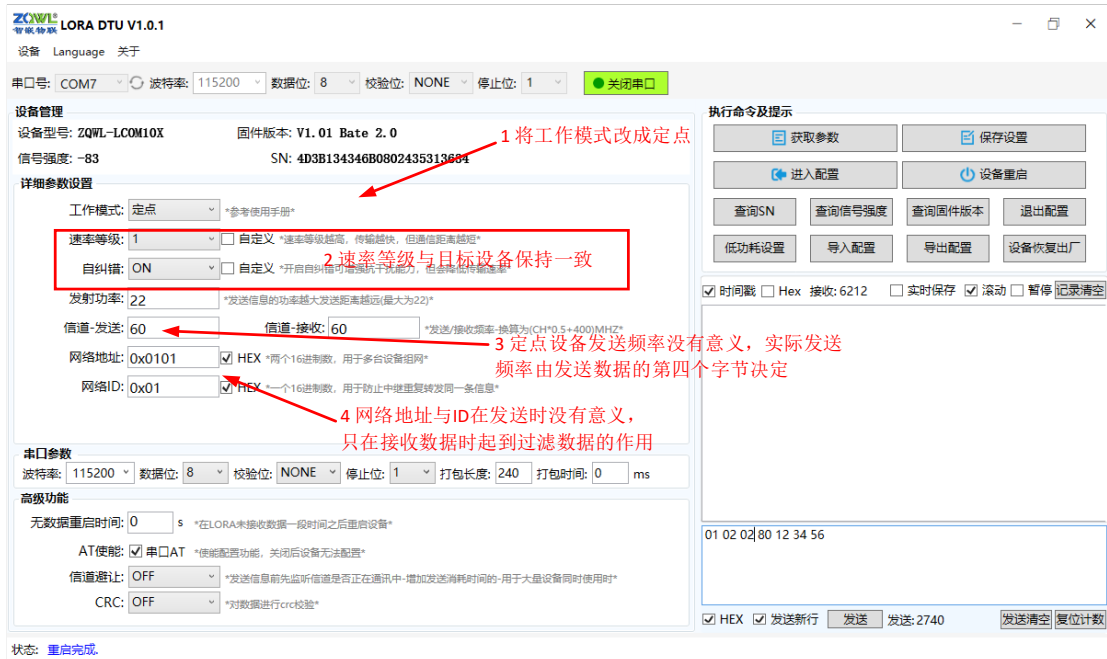 ZQWL 智嵌物联 LORA DTU V1.0.1
设备 Language 关于
串口号: COM7 波特率: 115200 数据位: 8 校验位: NONE 停止位: 1 关闭串口
设备管理
设备型号: ZQWL-LCOM10X 固件版本: V1.01 Bate 2.0
1 将工作模式改成定点
信号强度: -83 SN: 4D3B134346B0802435313684
详细参数设置
工作模式: 定点 *参考使用手册*
速率等级: 1 自定义 *速率等级越高，传输越快，但通信距离越短*
2 速率等级与目标设备保持一致
自纠错: ON 自定义 *开启自纠错可增强抗干扰能力，但会降低传输速率*
发射功率: 22 *发送信息的功率越大发送距离越远(最大为22)*
信道-发送: 60 信道-接收: 60 *发送/接收频率-换算为(CH*0.5+400)MHZ*
3 定点设备发送频率没有意义，实际发送
频率由发送数据的第四个字节决定
网络地址: 0x0101 HEX *两个16进制数，用于多台设备组网*
网络ID: 0x01 HEX *一个16进制数，用于防止中继重复转发同一条信息*
4 网络地址与ID在发送时没有意义，
只在接收数据时起到过滤数据的作用
串口参数
波特率: 115200 数据位: 8 校验位: NONE 停止位: 1 打包长度: 240 打包时间: 0 ms
高级功能
无数据重启时间: 0 s *在LORA未接收数据一段时间之后重启设备*
AT使能: 串口AT *使能配置功能，关闭后设备无法配置*
信道避让: OFF *发送信息前先监听信道是否正在通讯中-增加发送消耗时间的-用于大量设备同时使用时*
CRC: OFF *对数据进行crc校验*
执行命令及提示
获取参数 保存设置
进入配置 设备重启
查询SN 查询信号强度 查询固件版本 退出配置
低功耗设置 导入配置 导出配置 设备恢复出厂
时间戳 Hex 接收: 6212 实时保存 滚动 暂停 记录清空
01 02 02 80 12 34 56
HEX 发送新行 发送 发送: 2740 发送清空 复位计数
状态: 重启完成.